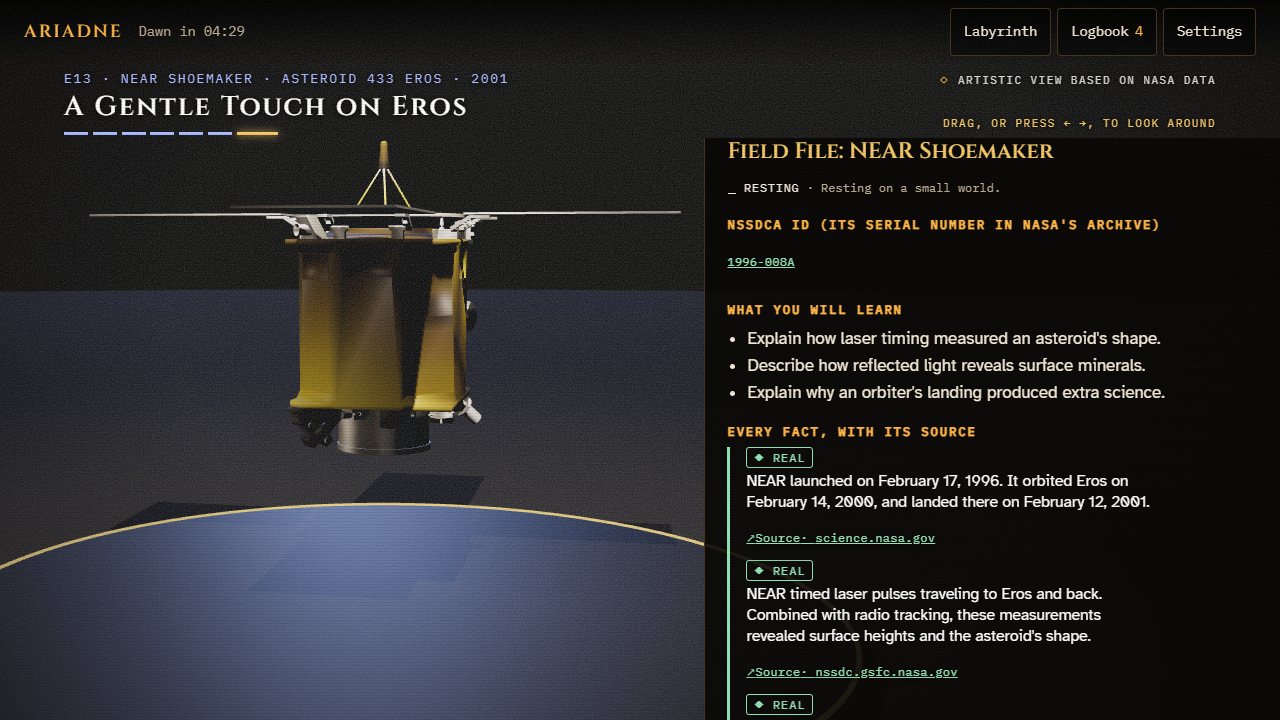 ARIADNE Dawn in 04:29 Labyrinth Logbook 4 Settings
E13 · NEAR SHOEMAKER · ASTEROID 433 EROS · 2001
A Gentle Touch on Eros
◇ ARTISTIC VIEW BASED ON NASA DATA
DRAG, OR PRESS ← →, TO LOOK AROUND
Field File: NEAR Shoemaker
_ RESTING · Resting on a small world.
NSSDCA ID (ITS SERIAL NUMBER IN NASA'S ARCHIVE)
1996-008A
WHAT YOU WILL LEARN
• Explain how laser timing measured an asteroid's shape.
• Describe how reflected light reveals surface minerals.
• Explain why an orbiter's landing produced extra science.
EVERY FACT, WITH ITS SOURCE
◆ REAL
NEAR launched on February 17, 1996. It orbited Eros on
February 14, 2000, and landed there on February 12, 2001.
↗Source· science.nasa.gov
◆ REAL
NEAR timed laser pulses traveling to Eros and back.
Combined with radio tracking, these measurements
revealed surface heights and the asteroid's shape.
↗Source· nssdc.gsfc.nasa.gov
◆ REAL